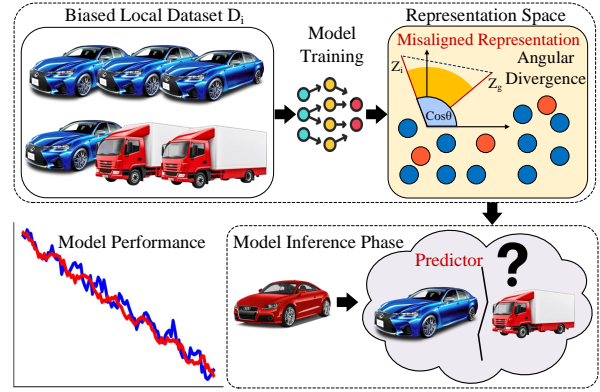 Biased Local Dataset Dᵢ
Model
Training
Representation Space
Misaligned Representation
Angular
Divergence
Zᵢ
Z_g
Cosθ
Model Performance
Model Inference Phase
Predictor
?